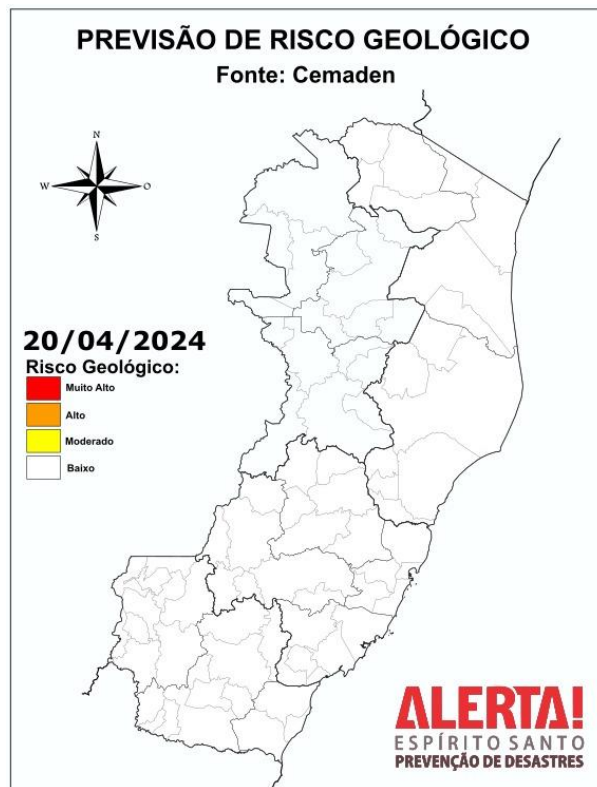 PREVISÃO DE RISCO GEOLÓGICO
Fonte: Cemaden
N
W
O
S
20/04/2024
Risco Geológico:
Muito Alto
Alto
Moderado
Baixo
ALERTA!
ESPÍRITO SANTO
PREVENÇÃO DE DESASTRES